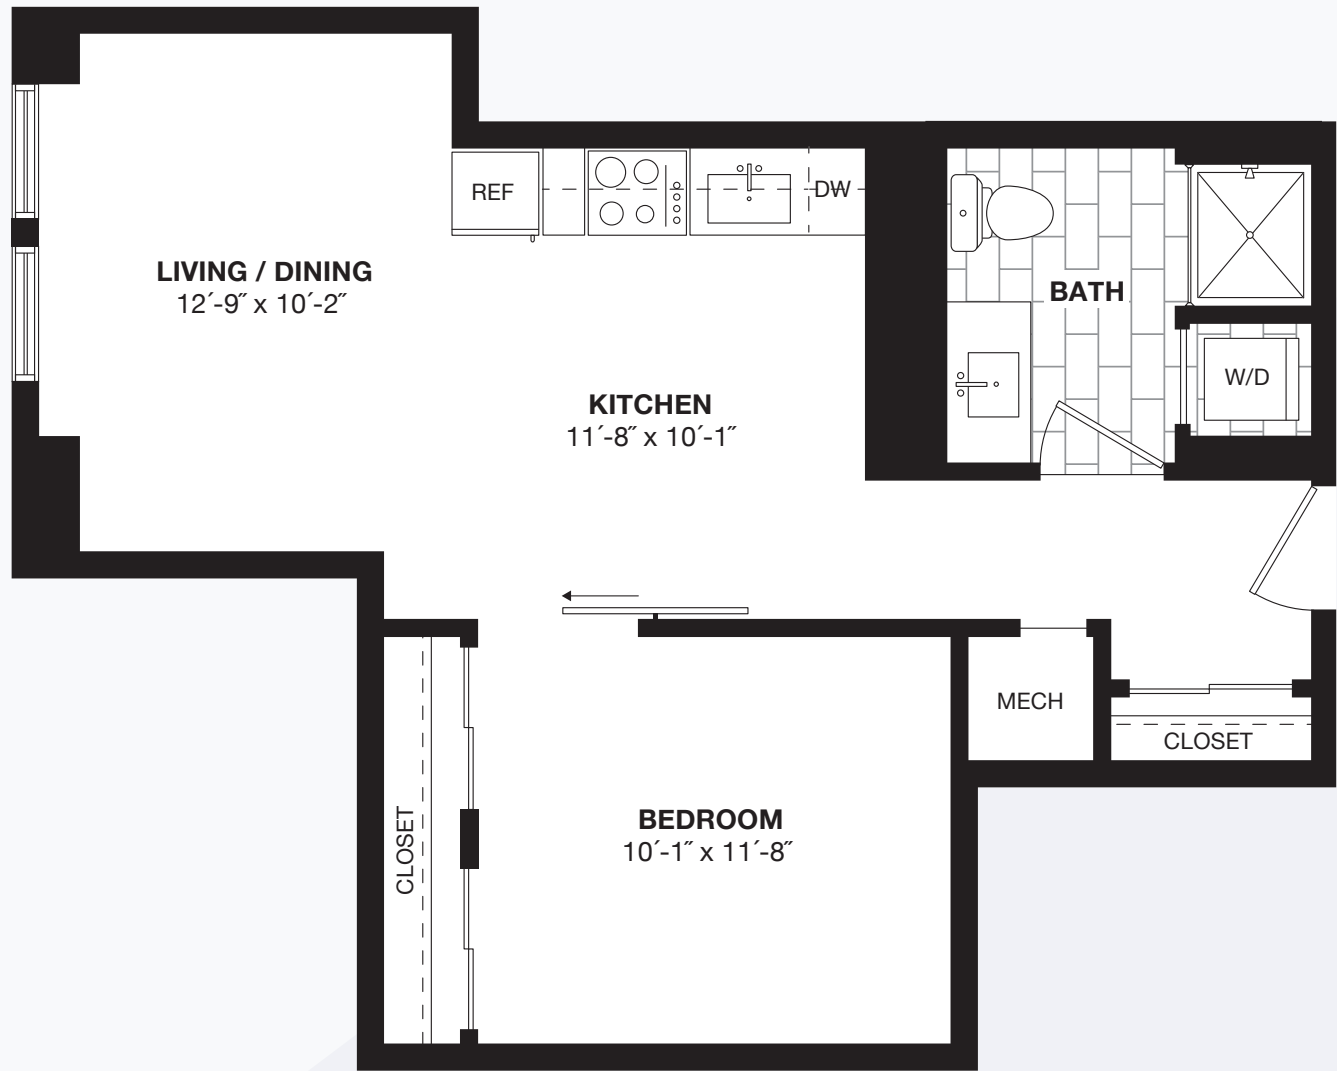 REF
DW
LIVING / DINING
12´-9˝ x 10´-2˝
BATH
W/D
KITCHEN
11´-8˝ x 10´-1˝
MECH
CLOSET
BEDROOM
10´-1˝ x 11´-8˝
CLOSET